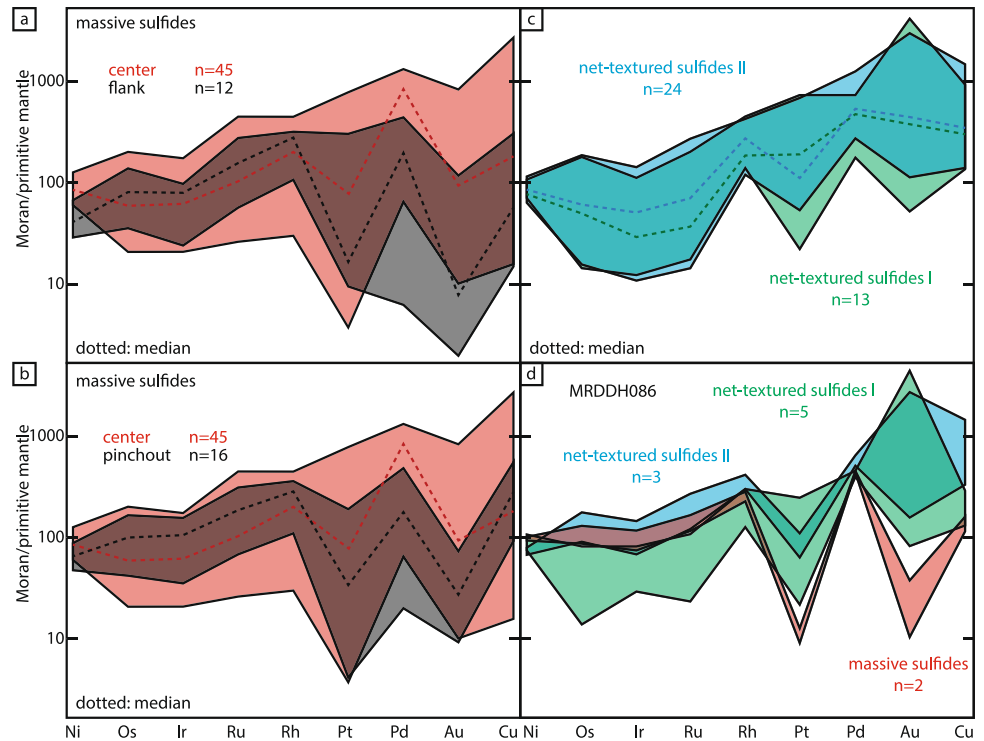 a
massive sulfides
center n=45
flank n=12
1000
100
10
Moran/primitive mantle
dotted: median
c
net-textured sulfides II
n=24
net-textured sulfides I
n=13
dotted: median
b
massive sulfides
center n=45
pinchout n=16
1000
100
10
Moran/primitive mantle
dotted: median
Ni Os Ir Ru Rh Pt Pd Au Cu
d
MRDDH086
net-textured sulfides I
n=5
net-textured sulfides II
n=3
massive sulfides
n=2
Ni Os Ir Ru Rh Pt Pd Au Cu